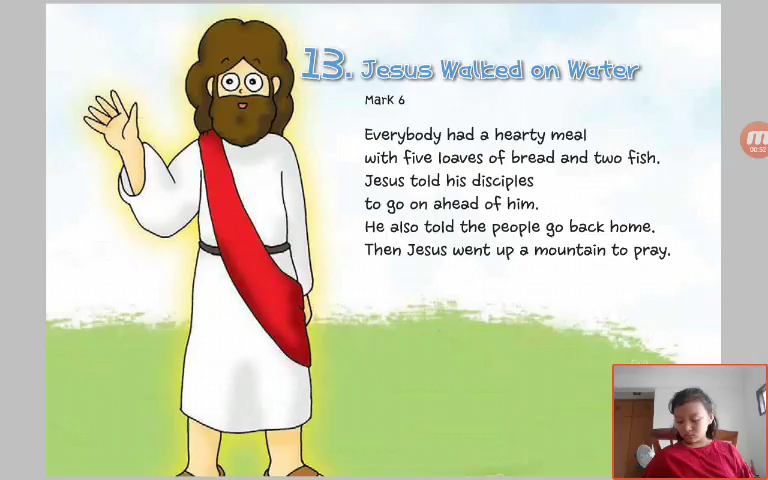 13. Jesus Walked on Water
Mark 6
Everybody had a hearty meal
with five loaves of bread and two fish.
Jesus told his disciples
to go on ahead of him.
He also told the people go back home.
Then Jesus went up a mountain to pray.
m
00:52